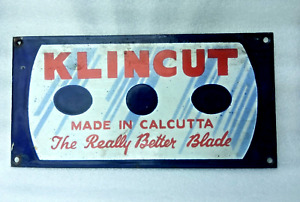 KLINCUT
MADE IN CALCUTTA
The Really Better Blade